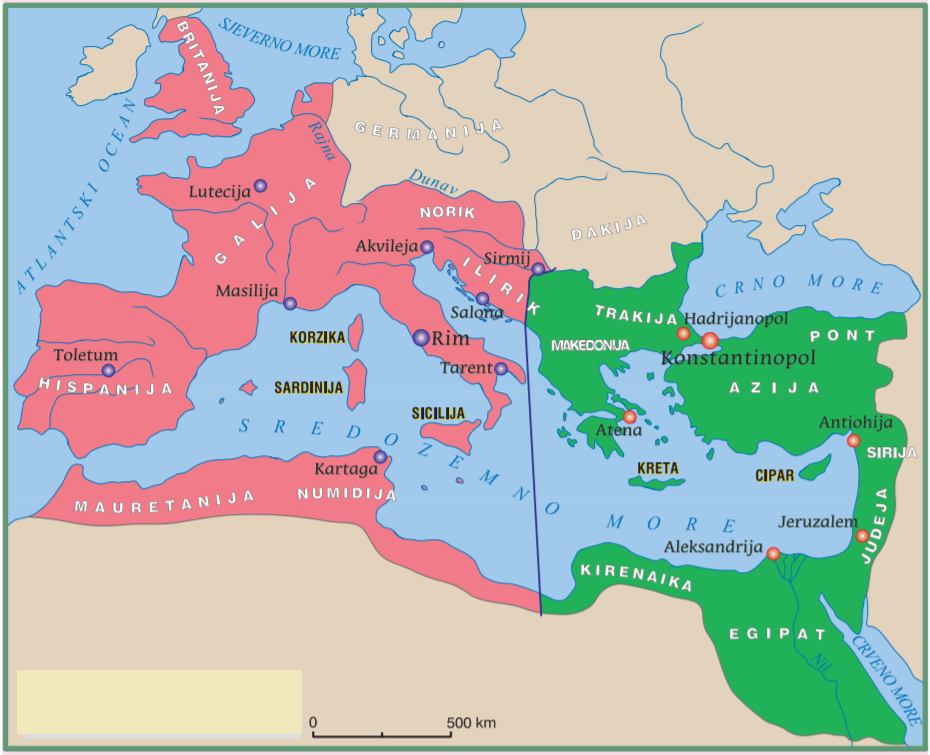 SJEVERNO MORE
BRITANIJA
ATLANTSKI OCEAN
GERMANIJA
Rajna
Lutecija
GALIJA
Dunav
NORIK
DAKIJA
Akvileja
Sirmij
ILIRIK
Masilija
Salona
CRNO MORE
TRAKIJA
Hadrijanopol
PONT
KORZIKA
Rim
MAKEDONIJA
Konstantinopol
Toletum
HISPANIJA
SARDINIJA
Tarent
AZIJA
SICILIJA
Atena
Antiohija
SIRIJA
SREDOZEMNO MORE
Kartaga
KRETA
CIPAR
MAURETANIJA
NUMIDIJA
Jeruzalem
JUDEJA
Aleksandrija
KIRENAIKA
EGIPAT
Nil
CRVENO MORE
0 500 km